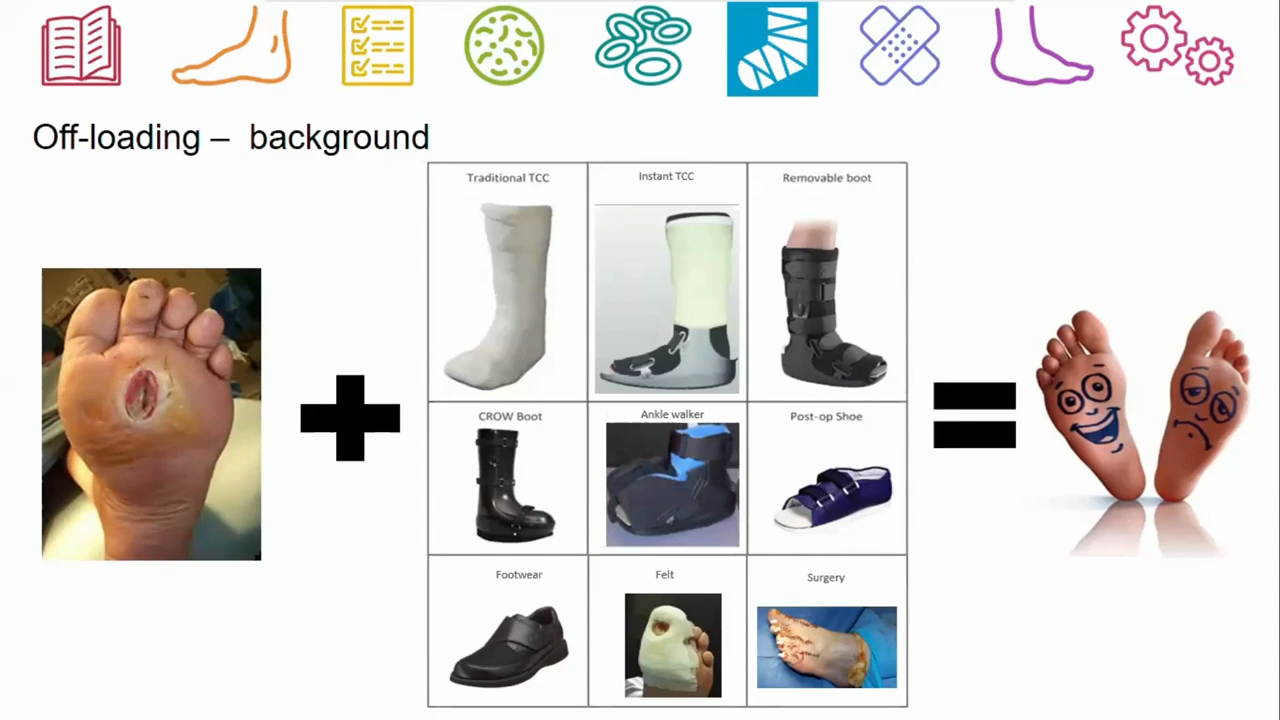 Off-loading – background
Traditional TCC
Instant TCC
Removable boot
CROW Boot
Ankle walker
Post-op Shoe
Footwear
Felt
Surgery